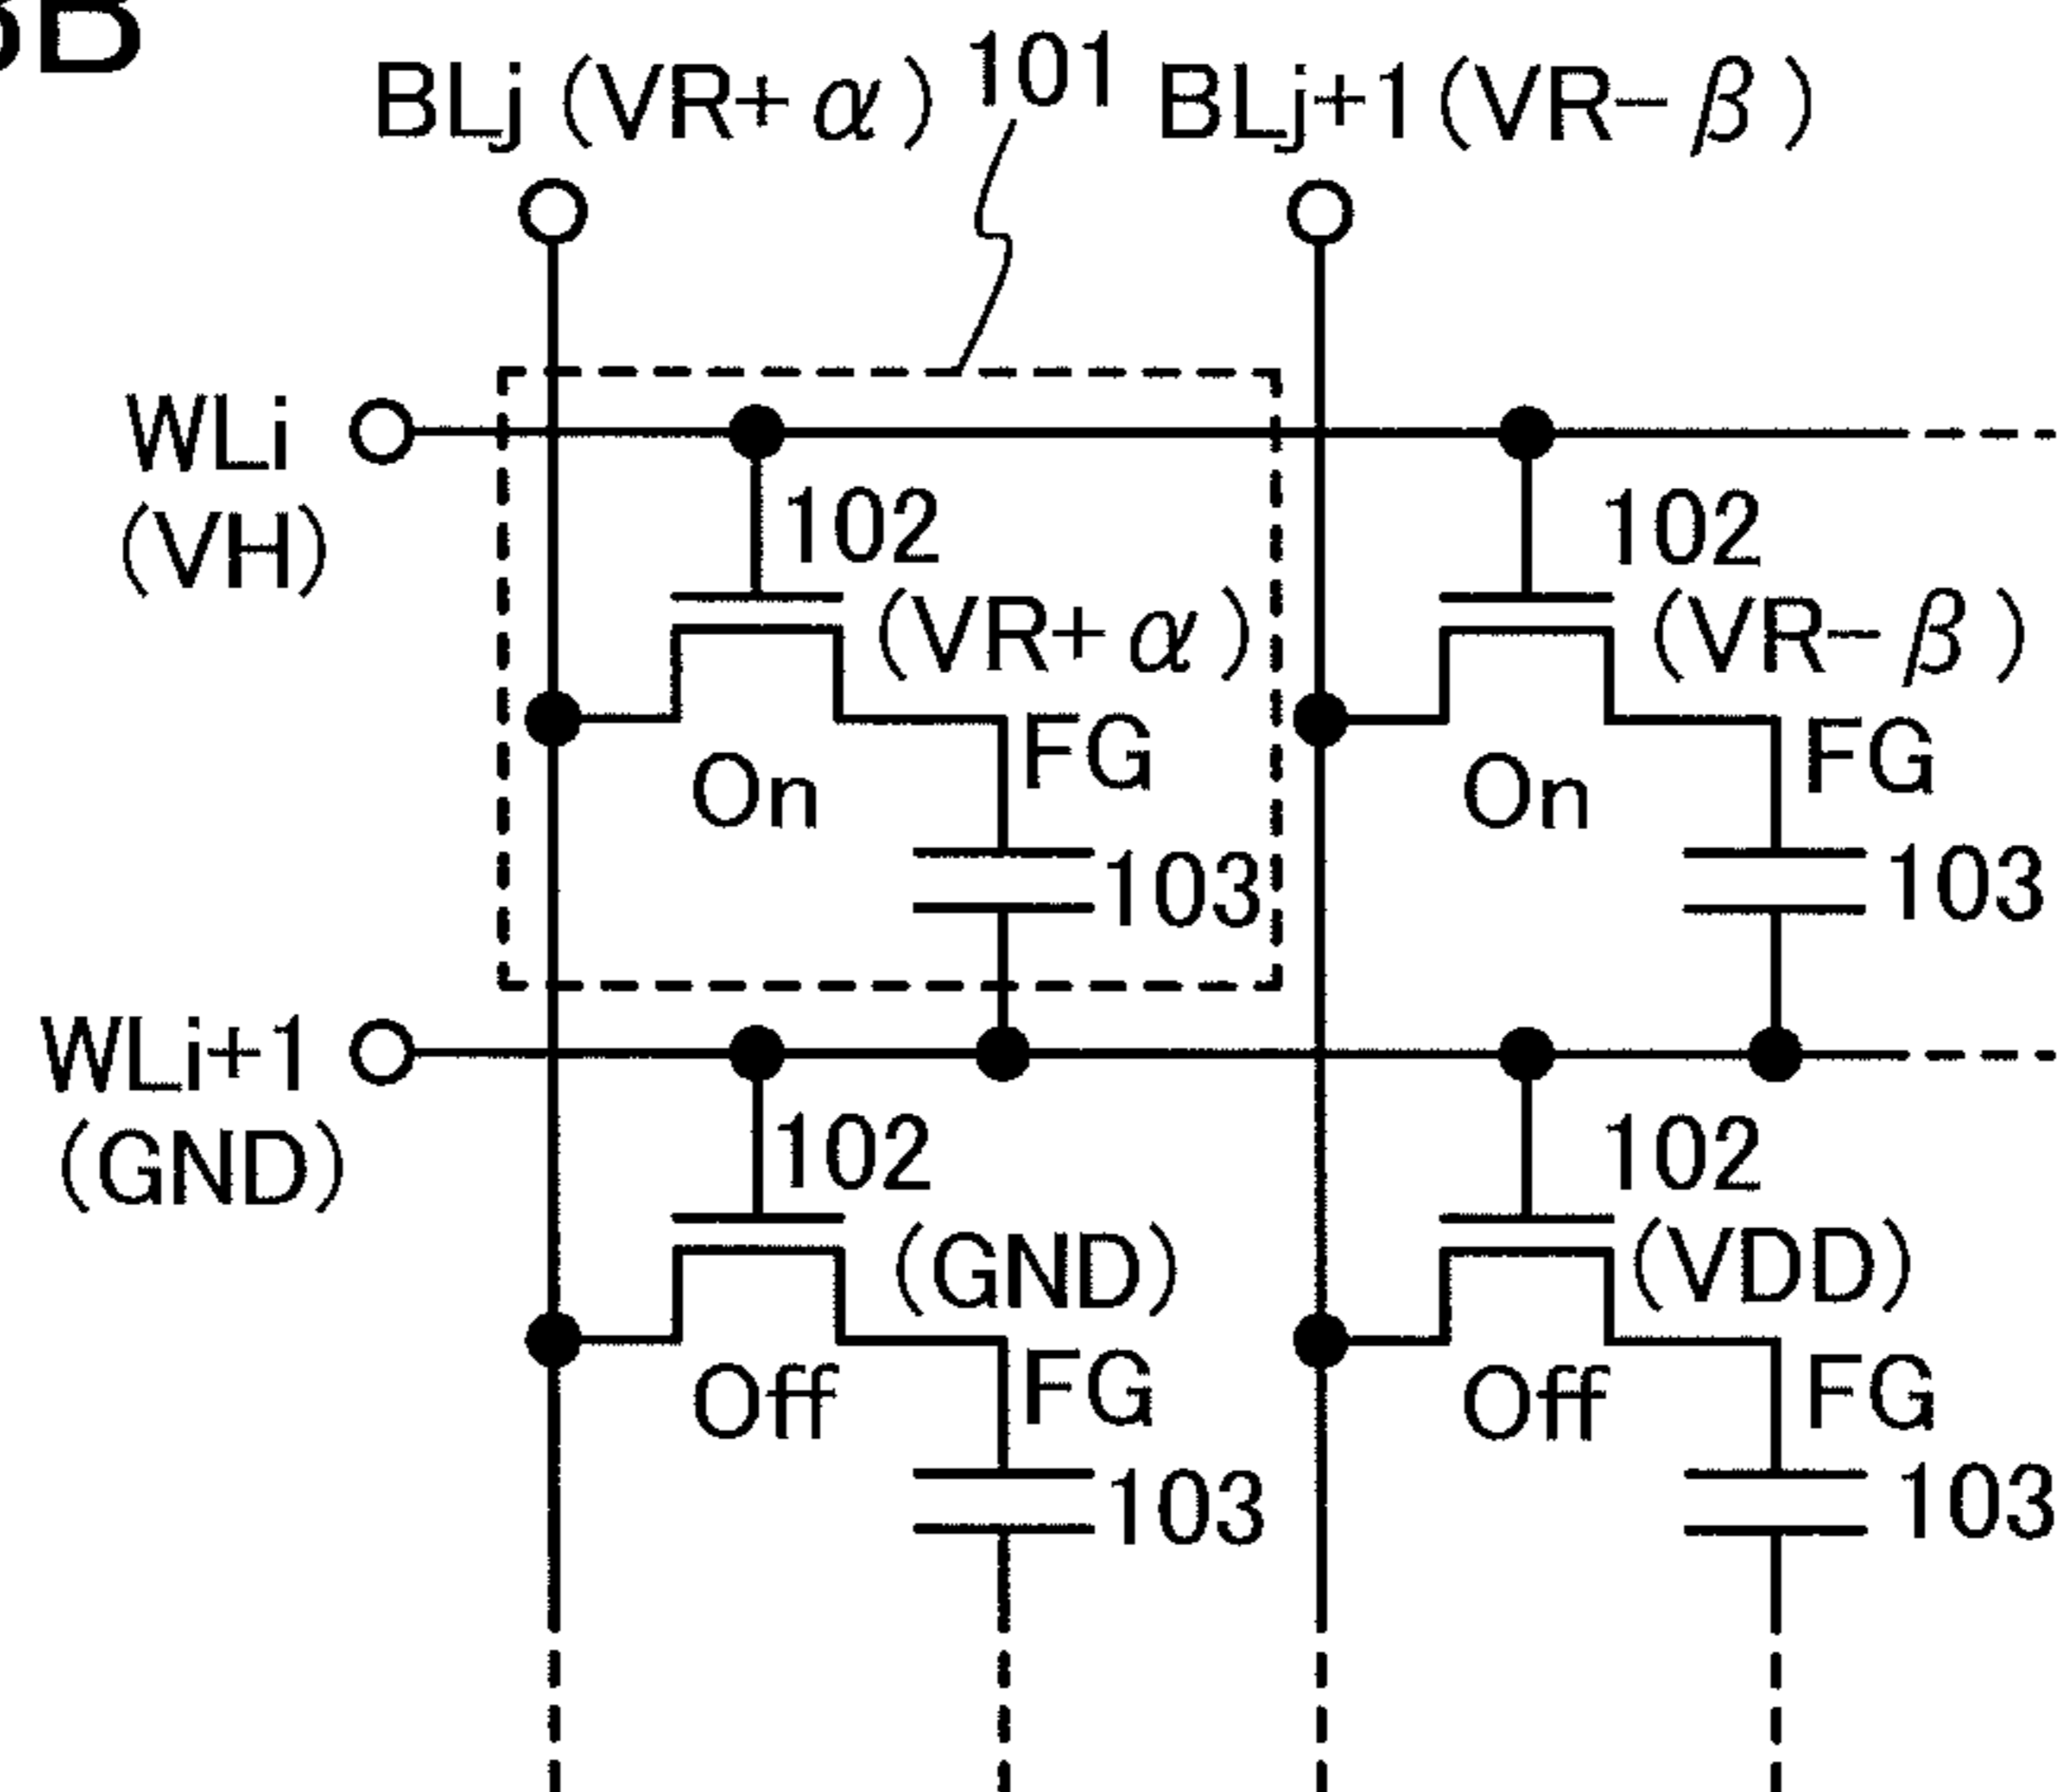 BLj (VR+α) 101 BLj+1 (VR-β)
WLi
(VH)
102 102
(VR+α) (VR-β)
FG FG
On On
103 103
WLi+1
(GND)
102 102
(GND) (VDD)
FG FG
Off Off
103 103